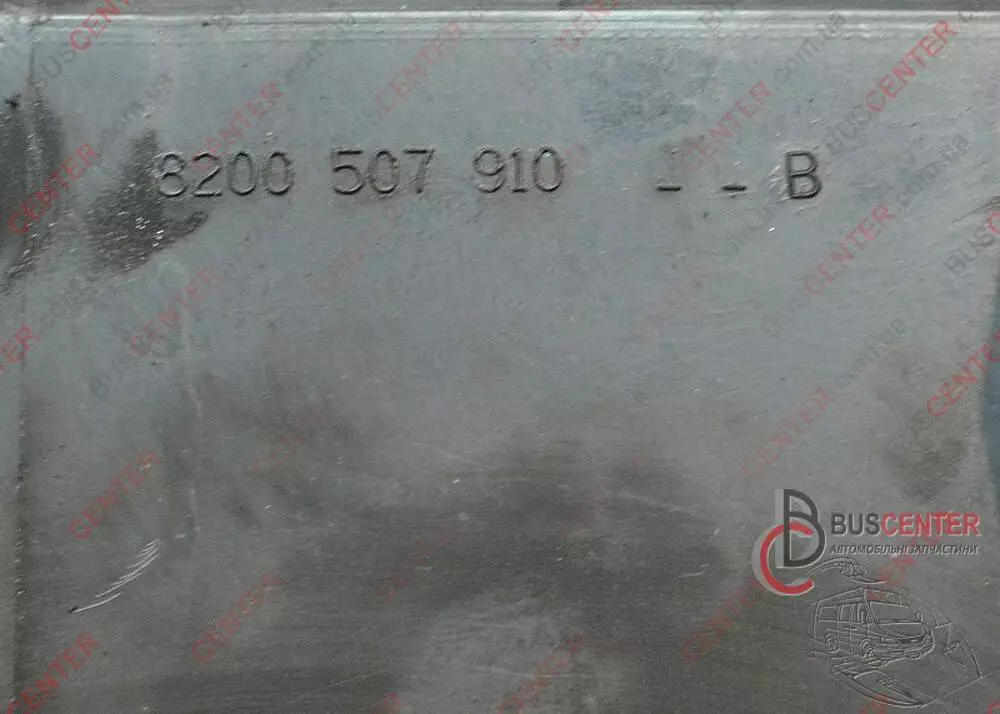 8200 507 910 - - B
BUSCENTER
АВТОМОБІЛЬНІ ЗАПЧАСТИНИ